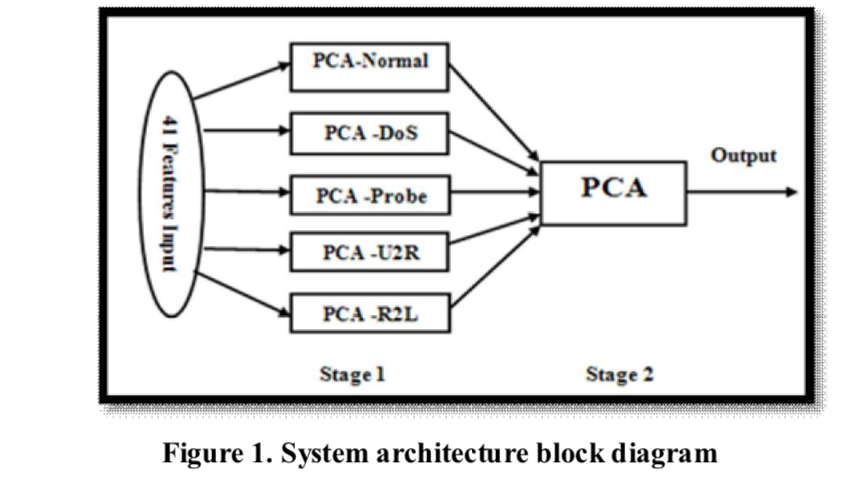 41 Features Input
PCA-Normal
PCA -DoS
PCA -Probe
PCA -U2R
PCA -R2L
PCA
Output
Stage 1
Stage 2
Figure 1. System architecture block diagram